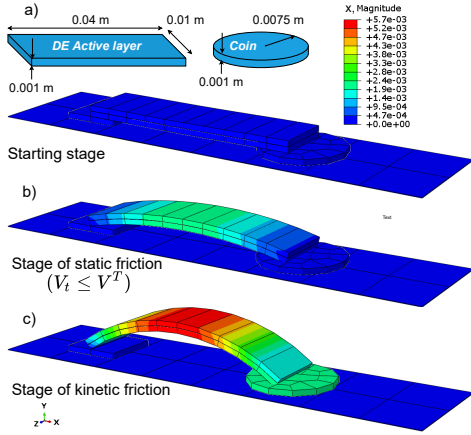 a)
0.04 m
0.01 m
DE Active layer
0.001 m
0.0075 m
Coin
0.001 m
X, Magnitude
+5.7e-03
+5.2e-03
+4.7e-03
+4.3e-03
+3.8e-03
+3.3e-03
+2.8e-03
+2.4e-03
+1.9e-03
+1.4e-03
+9.5e-04
+4.7e-04
+0.0e+00
Starting stage
b)
Text
Stage of static friction
(V_t ≤ V^T)
c)
Stage of kinetic friction
Y
Z X